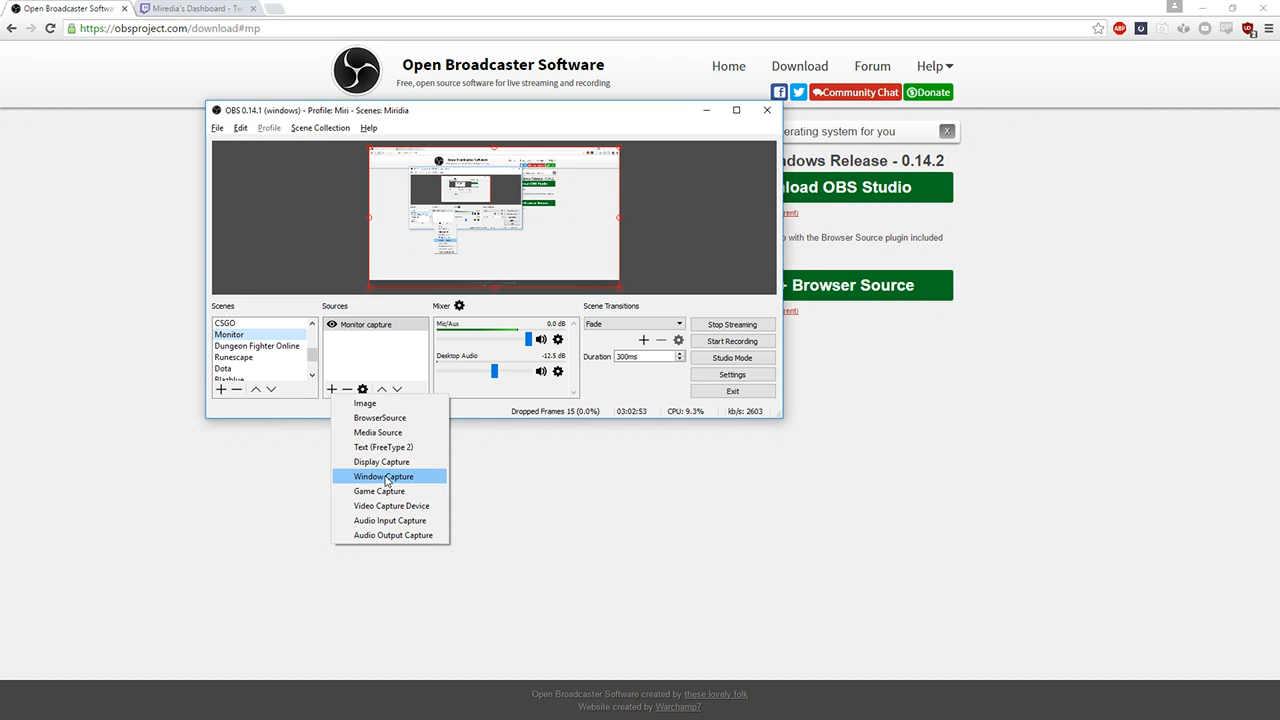 Open Broadcaster Softwa
Miredia's Dashboard - Tw
https://obsproject.com/download#mp
Open Broadcaster Software
Free, open source software for live streaming and recording
Home
Download
Forum
Help
Community Chat
Donate
OBS 0.14.1 (windows) - Profile: Miri - Scenes: Miridia
File
Edit
Profile
Scene Collection
Help
erating system for you
X
ndows Release - 0.14.2
load OBS Studio
rent)
o with the Browser Source plugin included
Browser Source
rent)
Scenes
CSGO
Monitor
Dungeon Fighter Online
Runescape
Dota
Blazblue
Sources
Monitor capture
Mixer
Mic/Aux
0.0 dB
Desktop Audio
-12.5 dB
Scene Transitions
Fade
Duration
300ms
Stop Streaming
Start Recording
Studio Mode
Settings
Exit
Dropped Frames 15 (0.0%)
03:02:53
CPU: 9.3%
kb/s: 2603
Image
BrowserSource
Media Source
Text (FreeType 2)
Display Capture
Window Capture
Game Capture
Video Capture Device
Audio Input Capture
Audio Output Capture
Open Broadcaster Software created by these lovely folk
Website created by Warchamp7